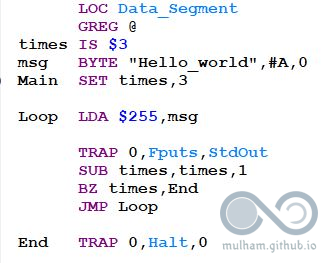 LOC Data_Segment
GREG @
times IS $3
msg BYTE "Hello_world",#A,0
Main SET times,3
Loop LDA $255,msg
TRAP 0,Fputs,StdOut
SUB times,times,1
BZ times,End
JMP Loop
End TRAP 0,Halt,0
mulham.github.io